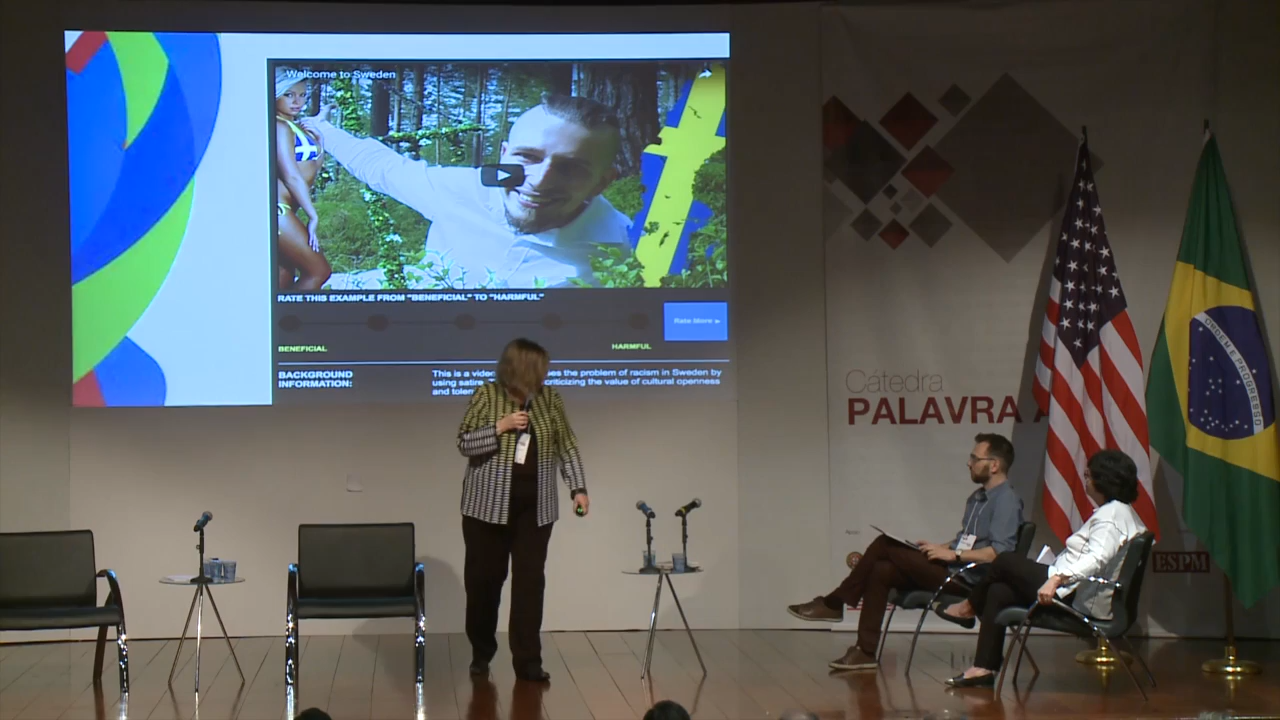 Welcome to Sweden
RATE THIS EXAMPLE FROM "BENEFICIAL" TO "HARMFUL"
Rate More ►
BENEFICIAL
HARMFUL
BACKGROUND
INFORMATION:
This is a video ses the problem of racism in Sweden by
using satire criticizing the value of cultural openness
and
Cátedra
PALAVRA A
ORDEM E PROGRESSO
ESPM